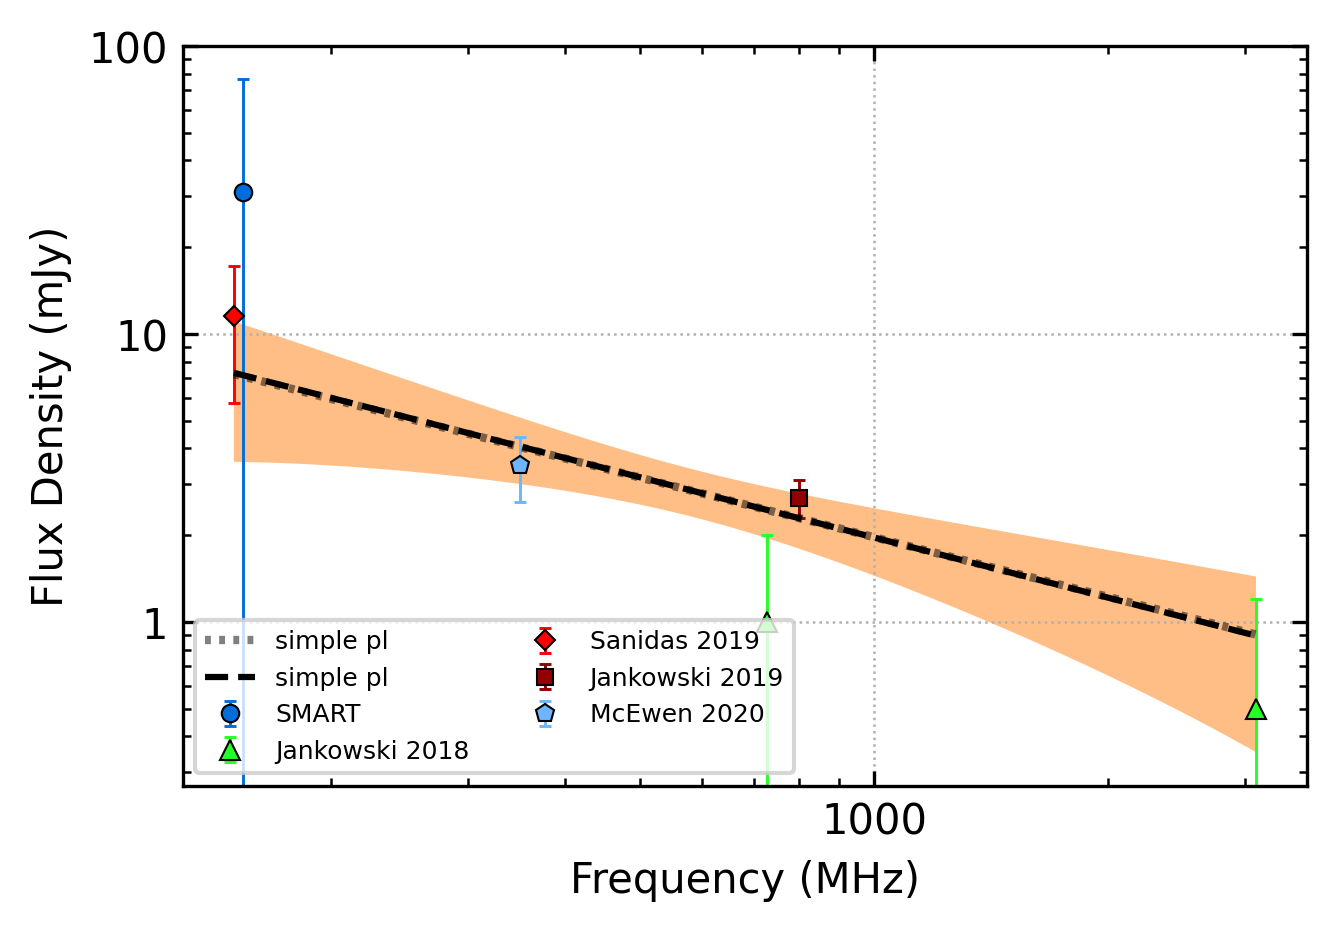 100
10
1
Flux Density (mJy)
simple pl
simple pl
SMART
Jankowski 2018
Sanidas 2019
Jankowski 2019
McEwen 2020
1000
Frequency (MHz)